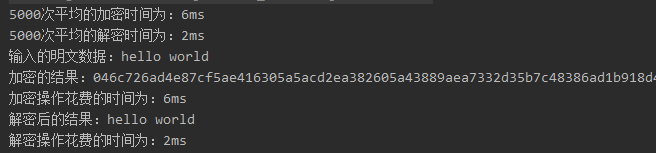 5000次平均的加密时间为：6ms
5000次平均的解密时间为：2ms
输入的明文数据：hello world
加密的结果：046c726ad4e87cf5ae416305a5acd2ea382605a43889aea7332d35b7c48386ad1b918d4
加密操作花费的时间为：6ms
解密后的结果：hello world
解密操作花费的时间为：2ms